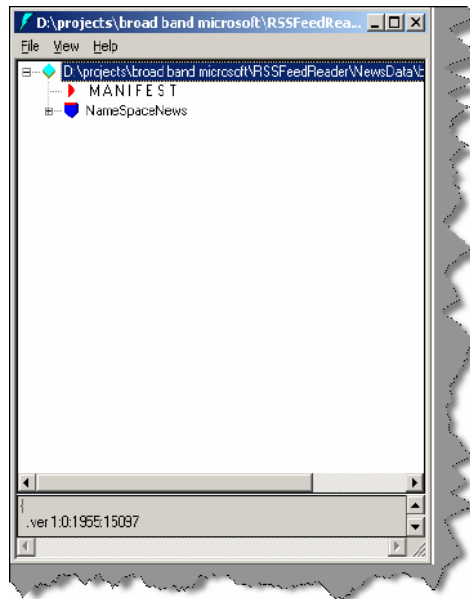 D:\projects\broad band microsoft\RSSFeedRea...
File View Help
D:\projects\broad band microsoft\RSSFeedReader\NewsData\
MANIFEST
NameSpaceNews
{
.ver 1:0:1955:15097